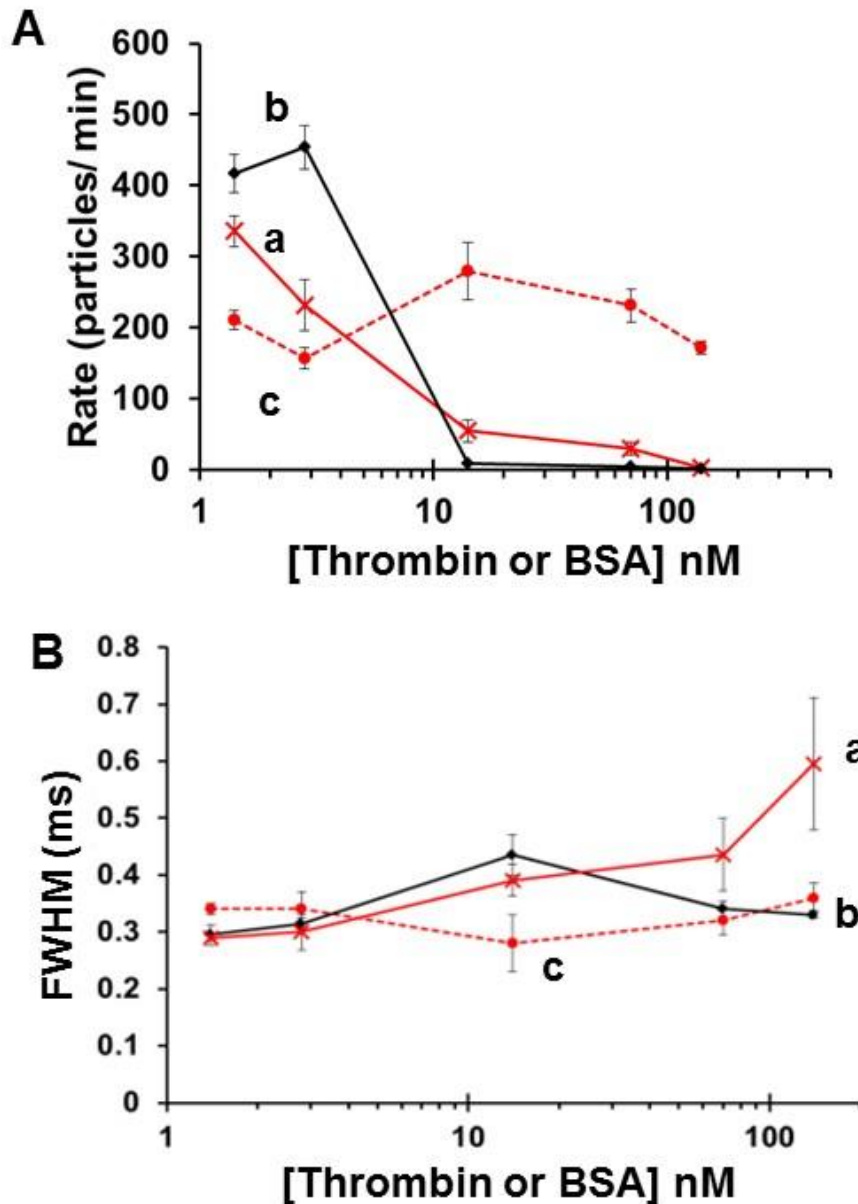 A
Rate (particles/ min)
600
500
400
300
200
100
0
b
a
c
1
10
100
[Thrombin or BSA] nM
B
FWHM (ms)
0.8
0.7
0.6
0.5
0.4
0.3
0.2
0.1
0
a
b
c
1
10
100
[Thrombin or BSA] nM